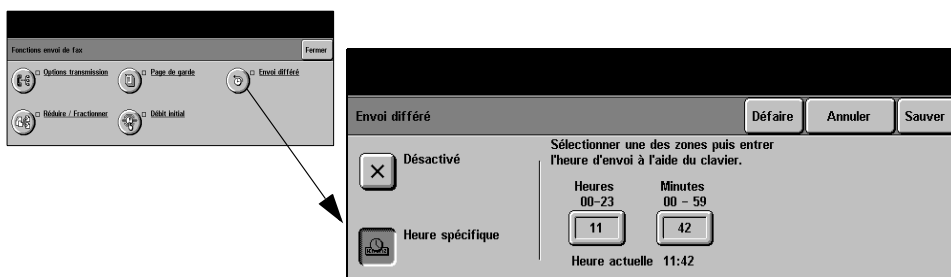 Fonctions envoi de fax
Fermer
Options transmission
Page de garde
Envoi différé
Réduire / Fractionner
Débit initial
Envoi différé
Défaire
Annuler
Sauver
Désactivé
Heure spécifique
Sélectionner une des zones puis entrer
l'heure d'envoi à l'aide du clavier.
Heures
00-23
11
Minutes
00 - 59
42
Heure actuelle 11:42